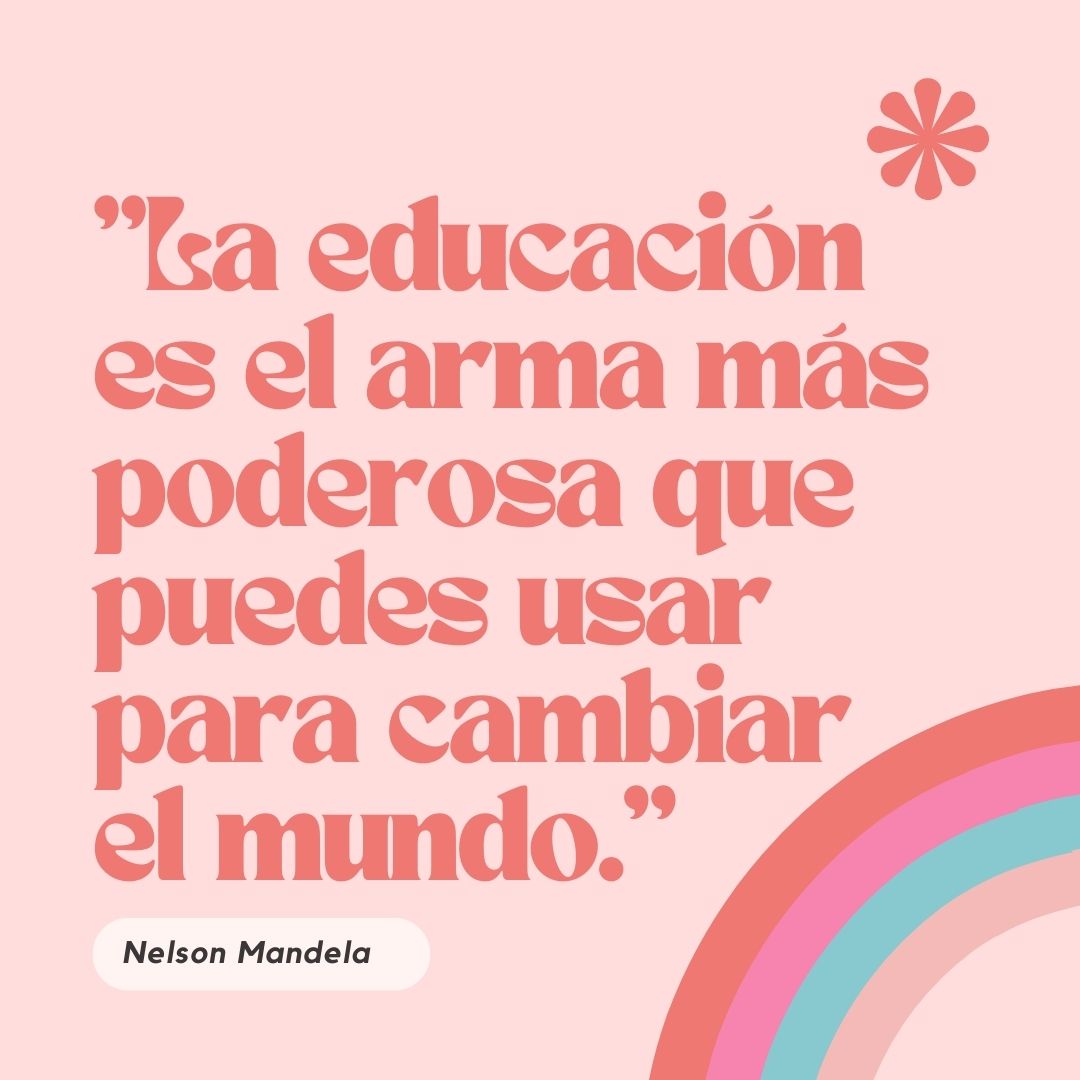 ”La educación
es el arma más
poderosa que
puedes usar
para cambiar
el mundo.”
Nelson Mandela